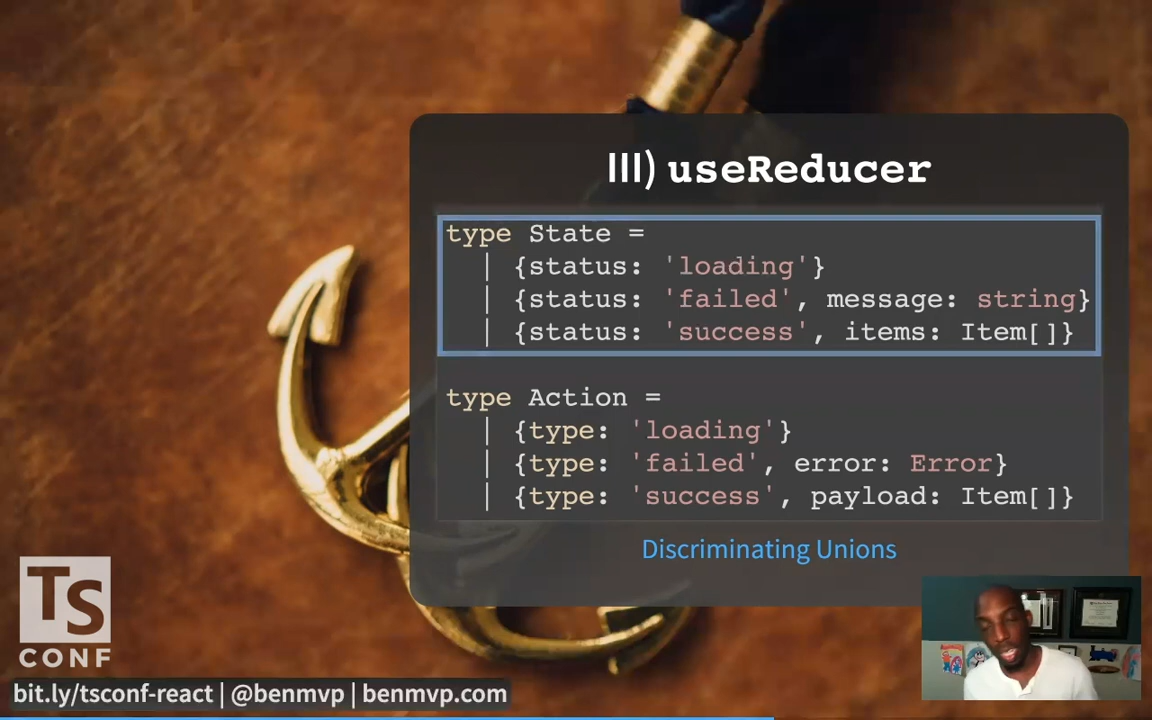 III) useReducer
type State =
  | {status: 'loading'}
  | {status: 'failed', message: string}
  | {status: 'success', items: Item[]}
type Action =
  | {type: 'loading'}
  | {type: 'failed', error: Error}
  | {type: 'success', payload: Item[]}
Discriminating Unions
TS
CONF
bit.ly/tsconf-react | @benmvp | benmvp.com